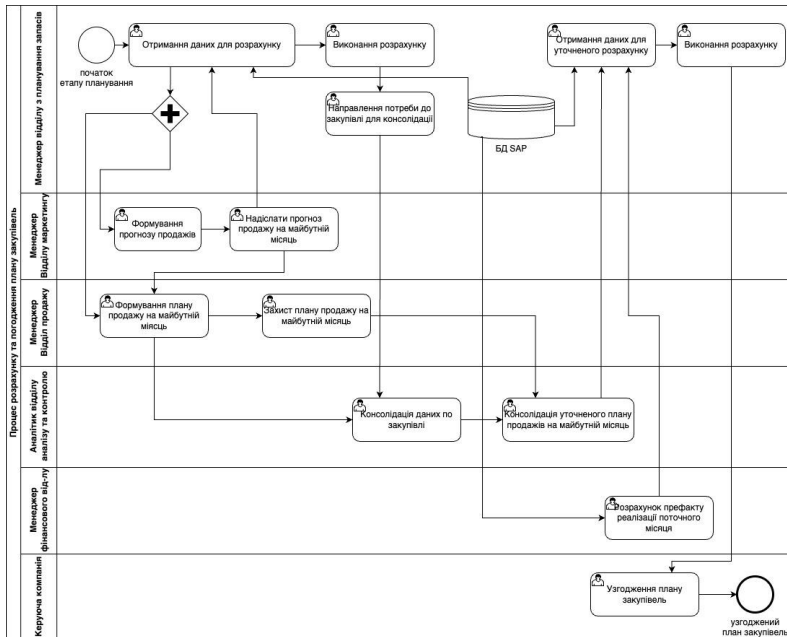 Процес розрахунку та погодження плану закупівель
Менеджер відділу з планування запасів
початок
етапу планування
Отримання даних для розрахунку
Виконання розрахунку
Направлення потреби до
закупівлі для консолідації
БД SAP
Отримання даних для
уточненого розрахунку
Виконання розрахунку
Менеджер
Відділу маркетингу
Формування
прогнозу продажів
Надіслати прогноз
продажу на майбутній
місяць
Менеджер
Відділ продажу
Формування плану
продажу на майбутній
міясць
Захист плану продажу на
майбутній місяць
Аналітик відділу
аналізу та контролю
Консолідація даних по
закупівлі
Консолідація уточненого плану
продажів на майбутній місяць
Менеджер
фінансового від-лу
Розрахунок префакту
реалізації поточного
місяця
Керуюча компанія
Узгодження плану
закупівель
узгоджений
план закупівель